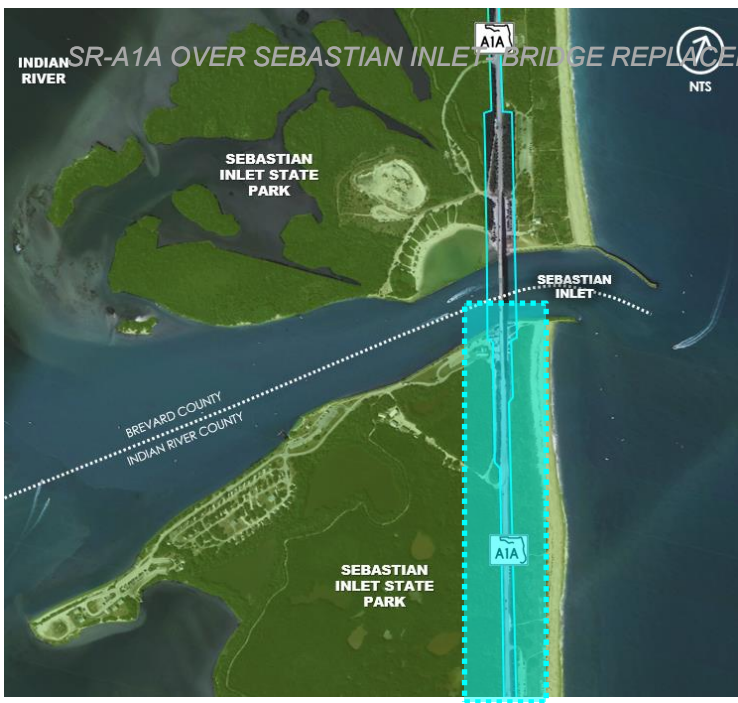 A1A
INDIAN
RIVER
SR-A1A OVER SEBASTIAN INLET BRIDGE REPLACE
NTS
SEBASTIAN
INLET STATE
PARK
SEBASTIAN
INLET
BREVARD COUNTY
INDIAN RIVER COUNTY
A1A
SEBASTIAN
INLET STATE
PARK